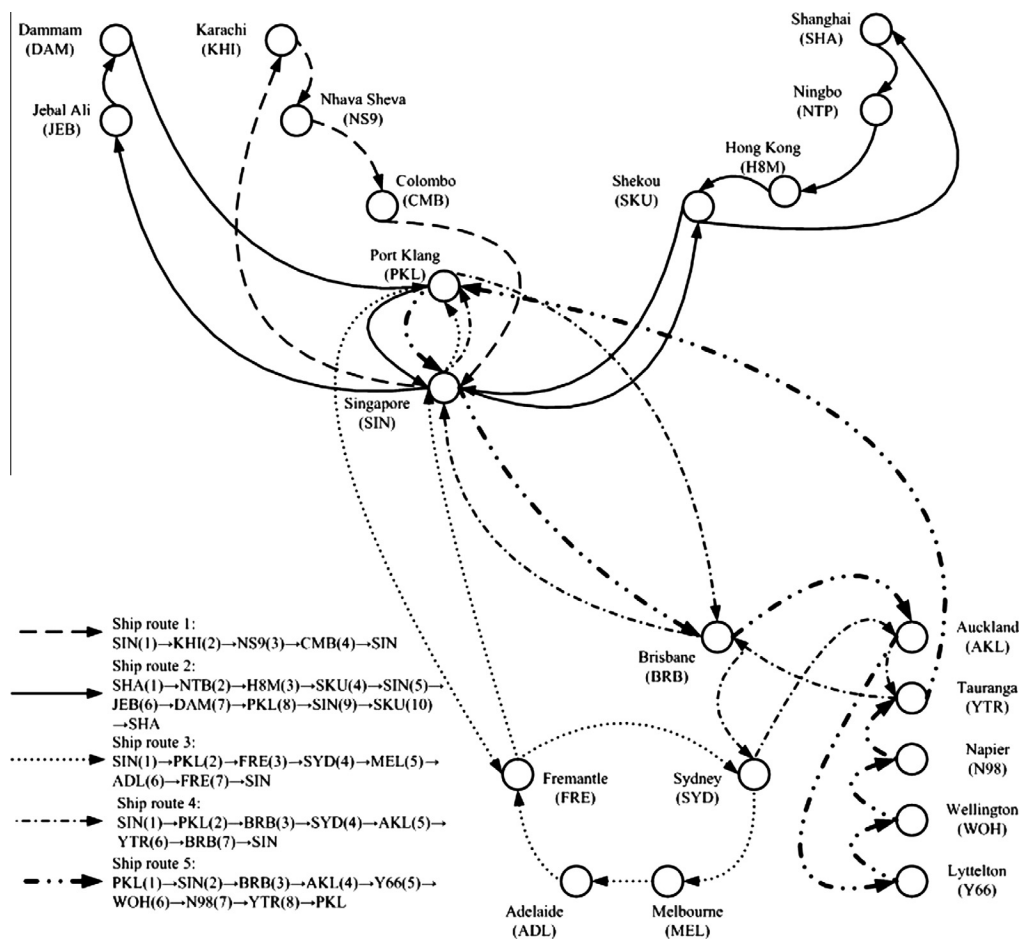 Dammam
(DAM)
Karachi
(KHI)
Shanghai
(SHA)
Jebal Ali
(JEB)
Nhava Sheva
(NS9)
Ningbo
(NTP)
Hong Kong
(H8M)
Colombo
(CMB)
Shekou
(SKU)
Port Klang
(PKL)
Singapore
(SIN)
Brisbane
(BRB)
Auckland
(AKL)
Tauranga
(YTR)
Fremantle
(FRE)
Sydney
(SYD)
Napier
(N98)
Wellington
(WOH)
Lyttelton
(Y66)
Adelaide
(ADL)
Melbourne
(MEL)
Ship route 1:
SIN(1)→KHI(2)→NS9(3)→CMB(4)→SIN
Ship route 2:
SHA(1)→NTB(2)→H8M(3)→SKU(4)→SIN(5)→
JEB(6)→DAM(7)→PKL(8)→SIN(9)→SKU(10)
→SHA
Ship route 3:
SIN(1)→PKL(2)→FRE(3)→SYD(4)→MEL(5)→
ADL(6)→FRE(7)→SIN
Ship route 4:
SIN(1)→PKL(2)→BRB(3)→SYD(4)→AKL(5)→
YTR(6)→BRB(7)→SIN
Ship route 5:
PKL(1)→SIN(2)→BRB(3)→AKL(4)→Y66(5)→
WOH(6)→N98(7)→YTR(8)→PKL